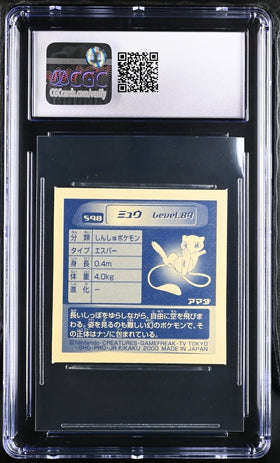 CGC
CGCcards.com/verify
598 ミュウ Level.89
分類 しんしゅポケモン
タイプ エスパー
身長 0.4m
体重 4.0kg
進化 −
アマダ
長いしっぽをゆらしながら、自由に空を飛びまわる。姿を見るのも難しい幻のポケモンで、その正体はナゾに包まれている。
©Nintendo・CREATURES・GAMEFREAK・TV TOKYO
・SHO-PRO・JR KIKAKU 2000 MADE IN JAPAN